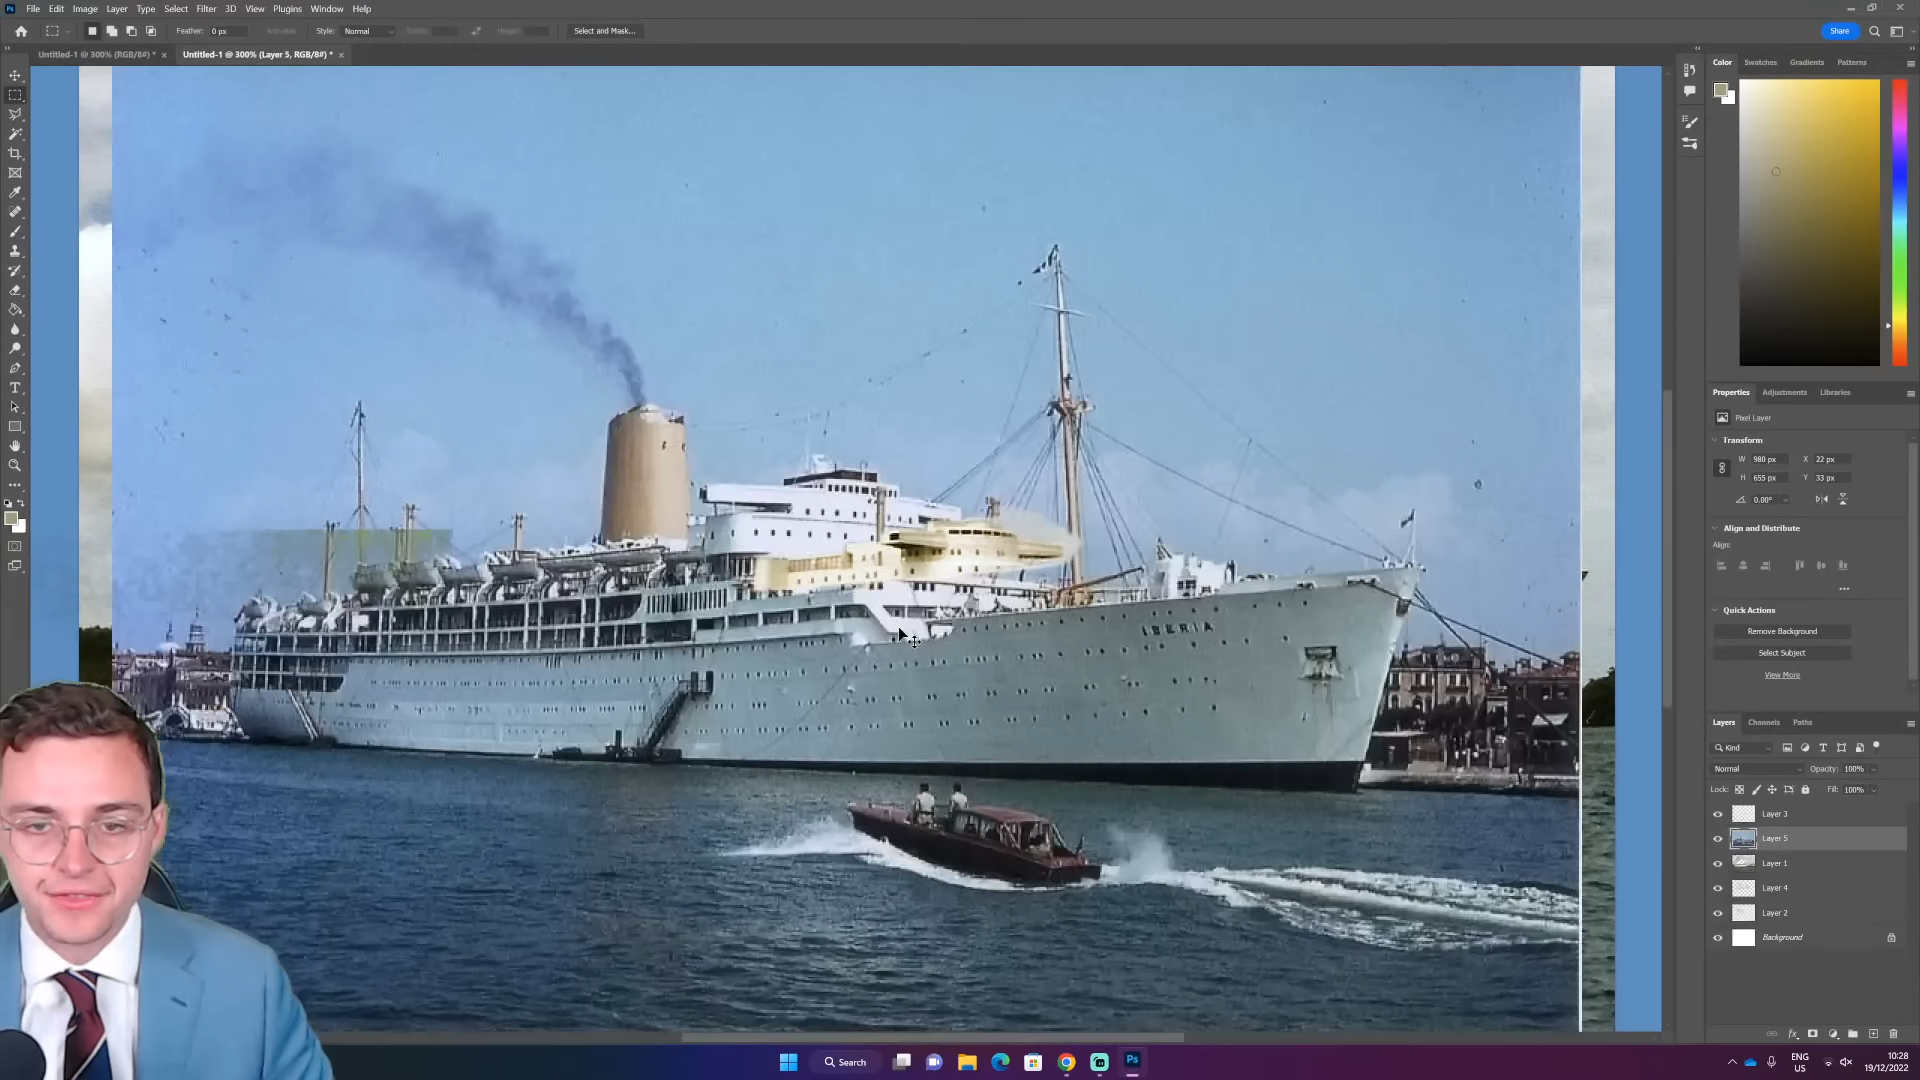 File Edit Image Layer Type Select Filter 3D View Plugins Window Help
Feather: 0 px Style: Normal Select and Mask... Share
Untitled-1 @ 300% (RGB/8#) * × Untitled-1 @ 300% (Layer 5, RGB/8#) * ×
Color Swatches Gradients Patterns
Properties Adjustments Libraries
Pixel Layer
Transform
W 980 px X 22 px
H 655 px Y 33 px
0.00°
Align and Distribute
Align:
Quick Actions
Remove Background
Select Subject
View More
Layers Channels Paths
Kind
Normal Opacity: 100%
Lock: Fill: 100%
Layer 3
Layer 5
Layer 1
Layer 4
Layer 2
Background
IBERIA
Search
Ps
ENG
US
10:28
19/12/2022